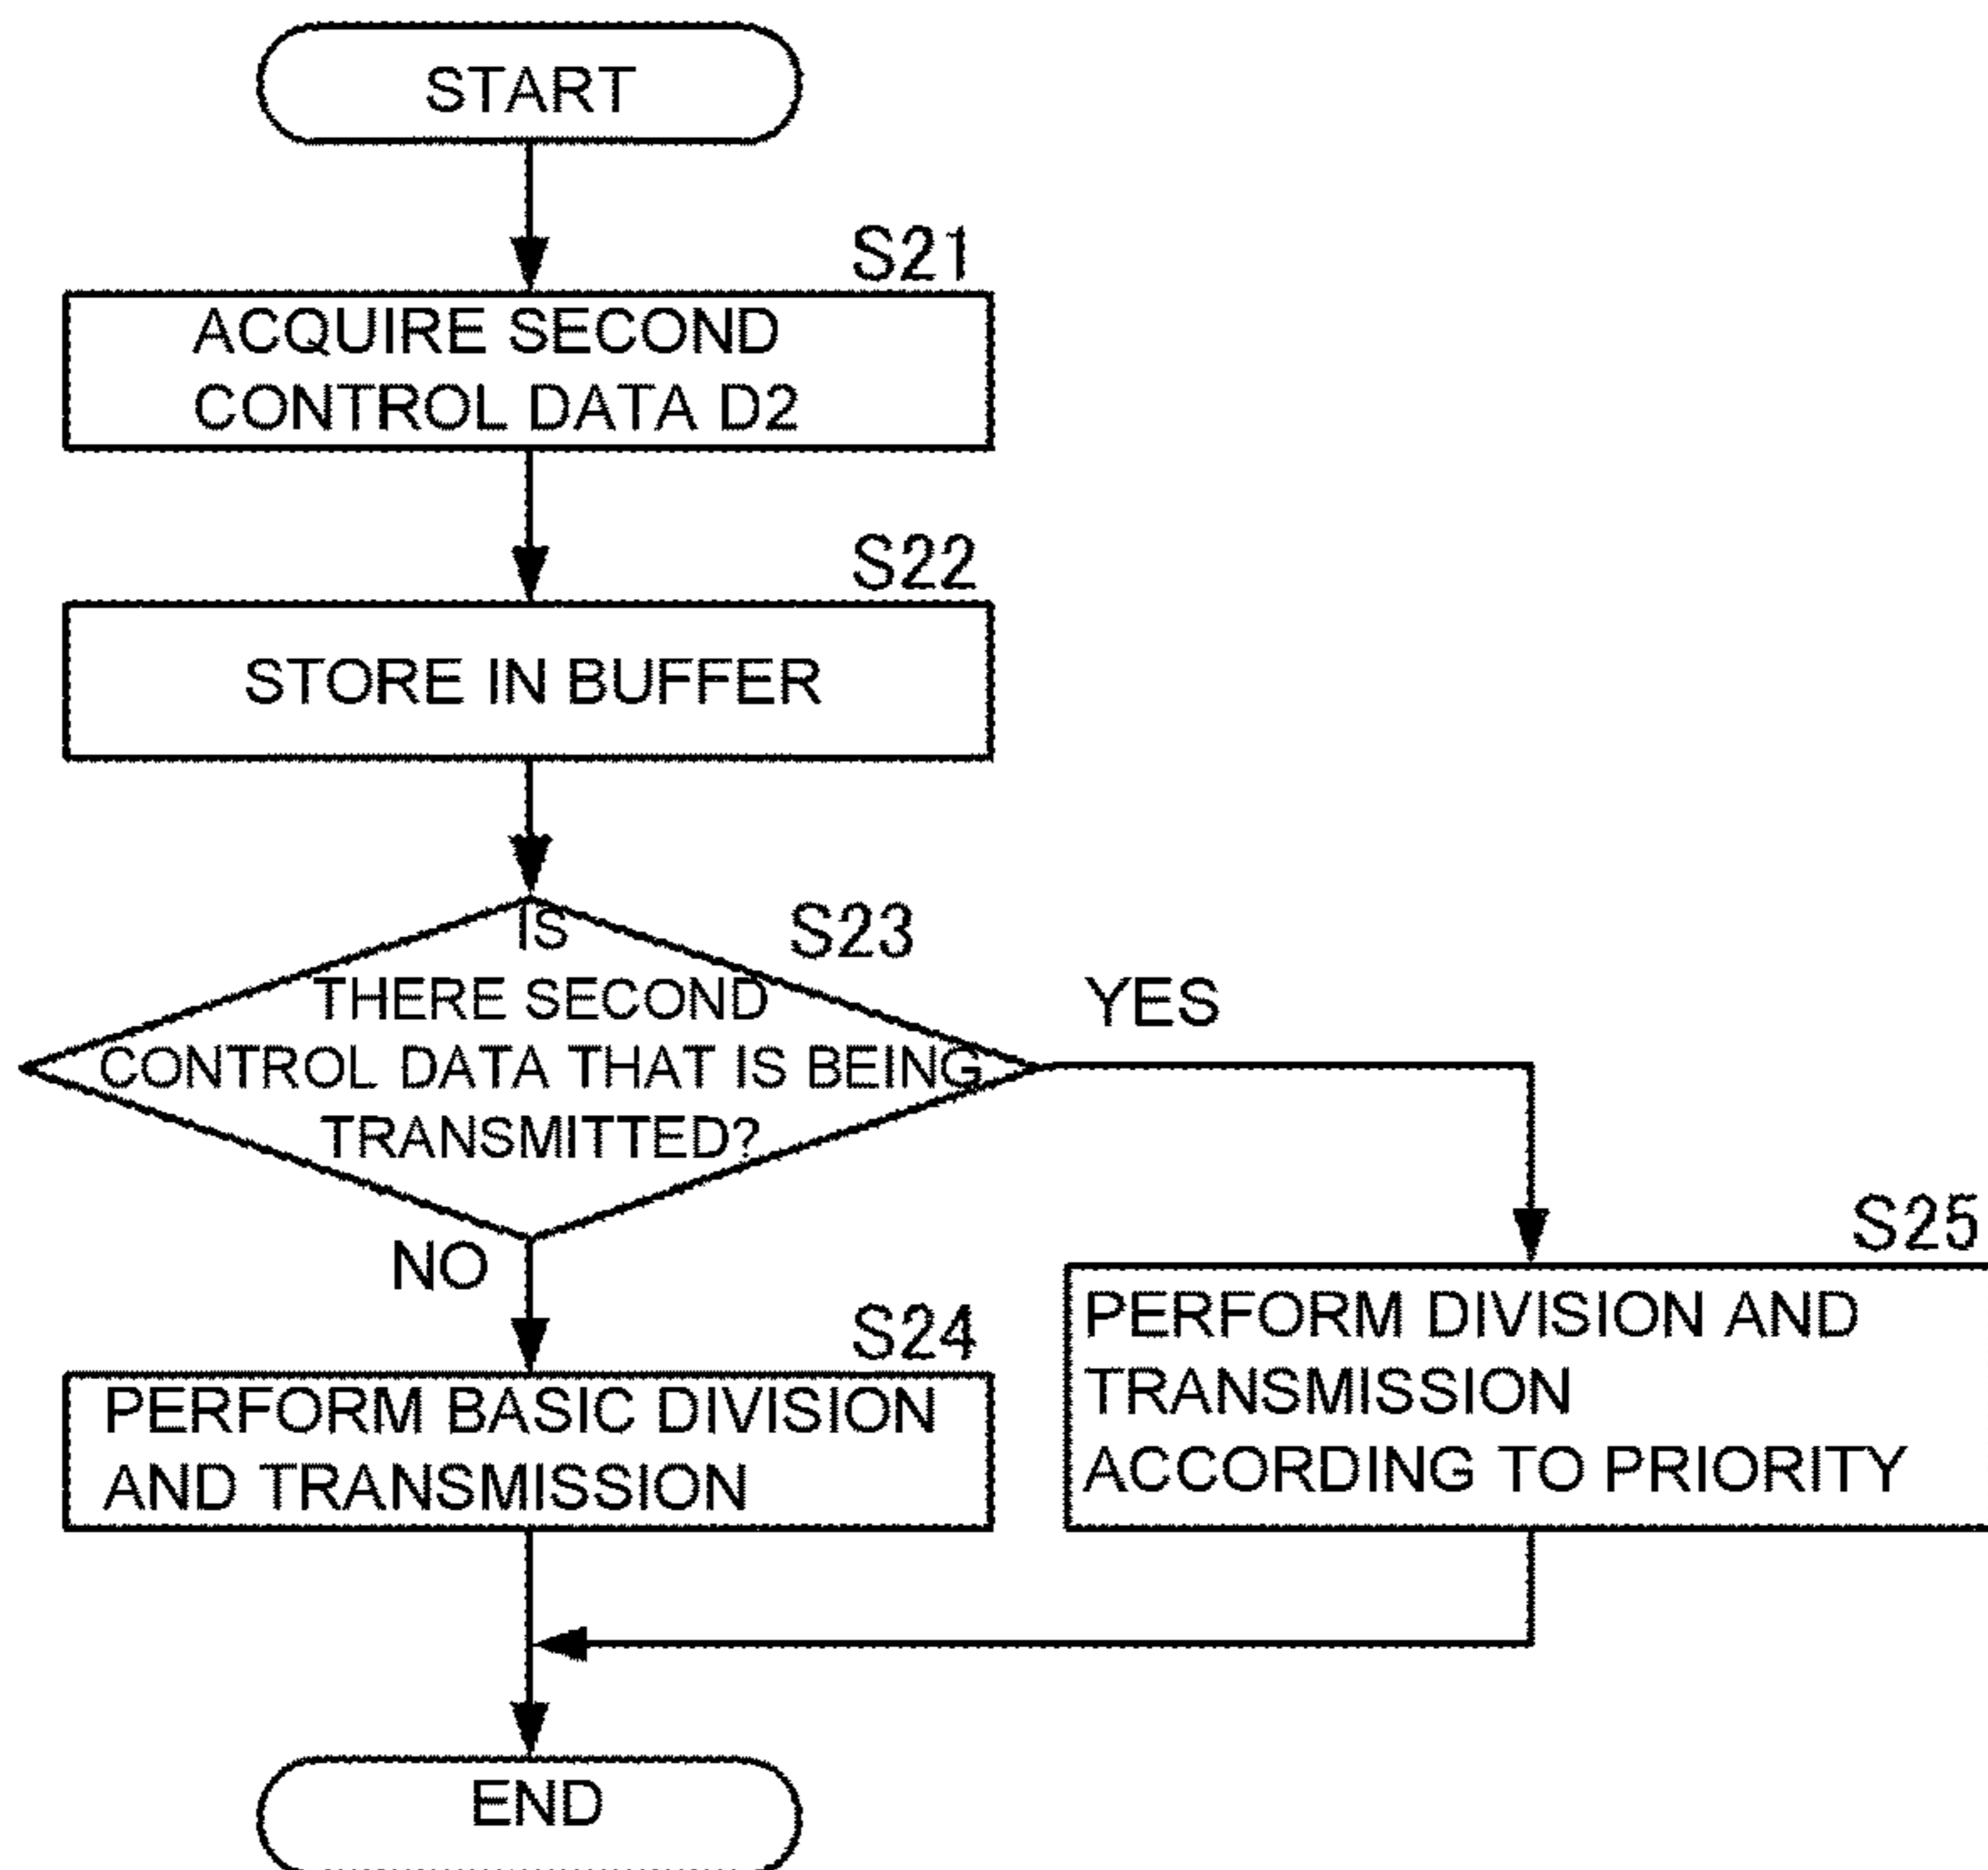 START
S21
ACQUIRE SECOND
CONTROL DATA D2
S22
STORE IN BUFFER
S23
IS
THERE SECOND
CONTROL DATA THAT IS BEING
TRANSMITTED?
YES
NO
S24
PERFORM BASIC DIVISION
AND TRANSMISSION
S25
PERFORM DIVISION AND
TRANSMISSION
ACCORDING TO PRIORITY
END